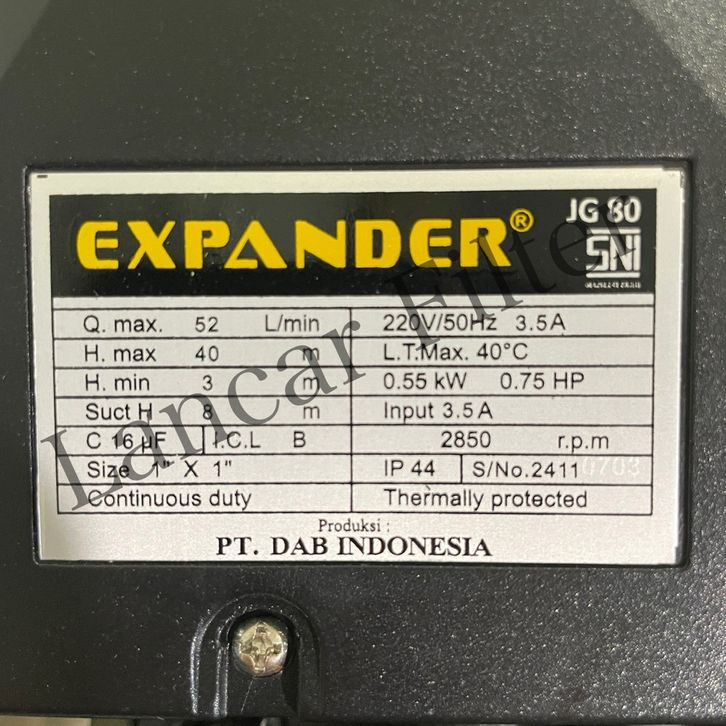 JG 80
EXPANDER®
SNI
Q. max. 52 L/min 220V/50Hz 3.5A
H. max 40 m L.T.Max. 40°C
H. min 3 m 0.55 kW 0.75 HP
Suct H 8 m Input 3.5 A
C 16 µF I.C.L B 2850 r.p.m
Size 1" X 1" IP 44 S/No.2411 0703
Continuous duty Thermally protected
Produksi :
PT. DAB INDONESIA
Lancar Filter